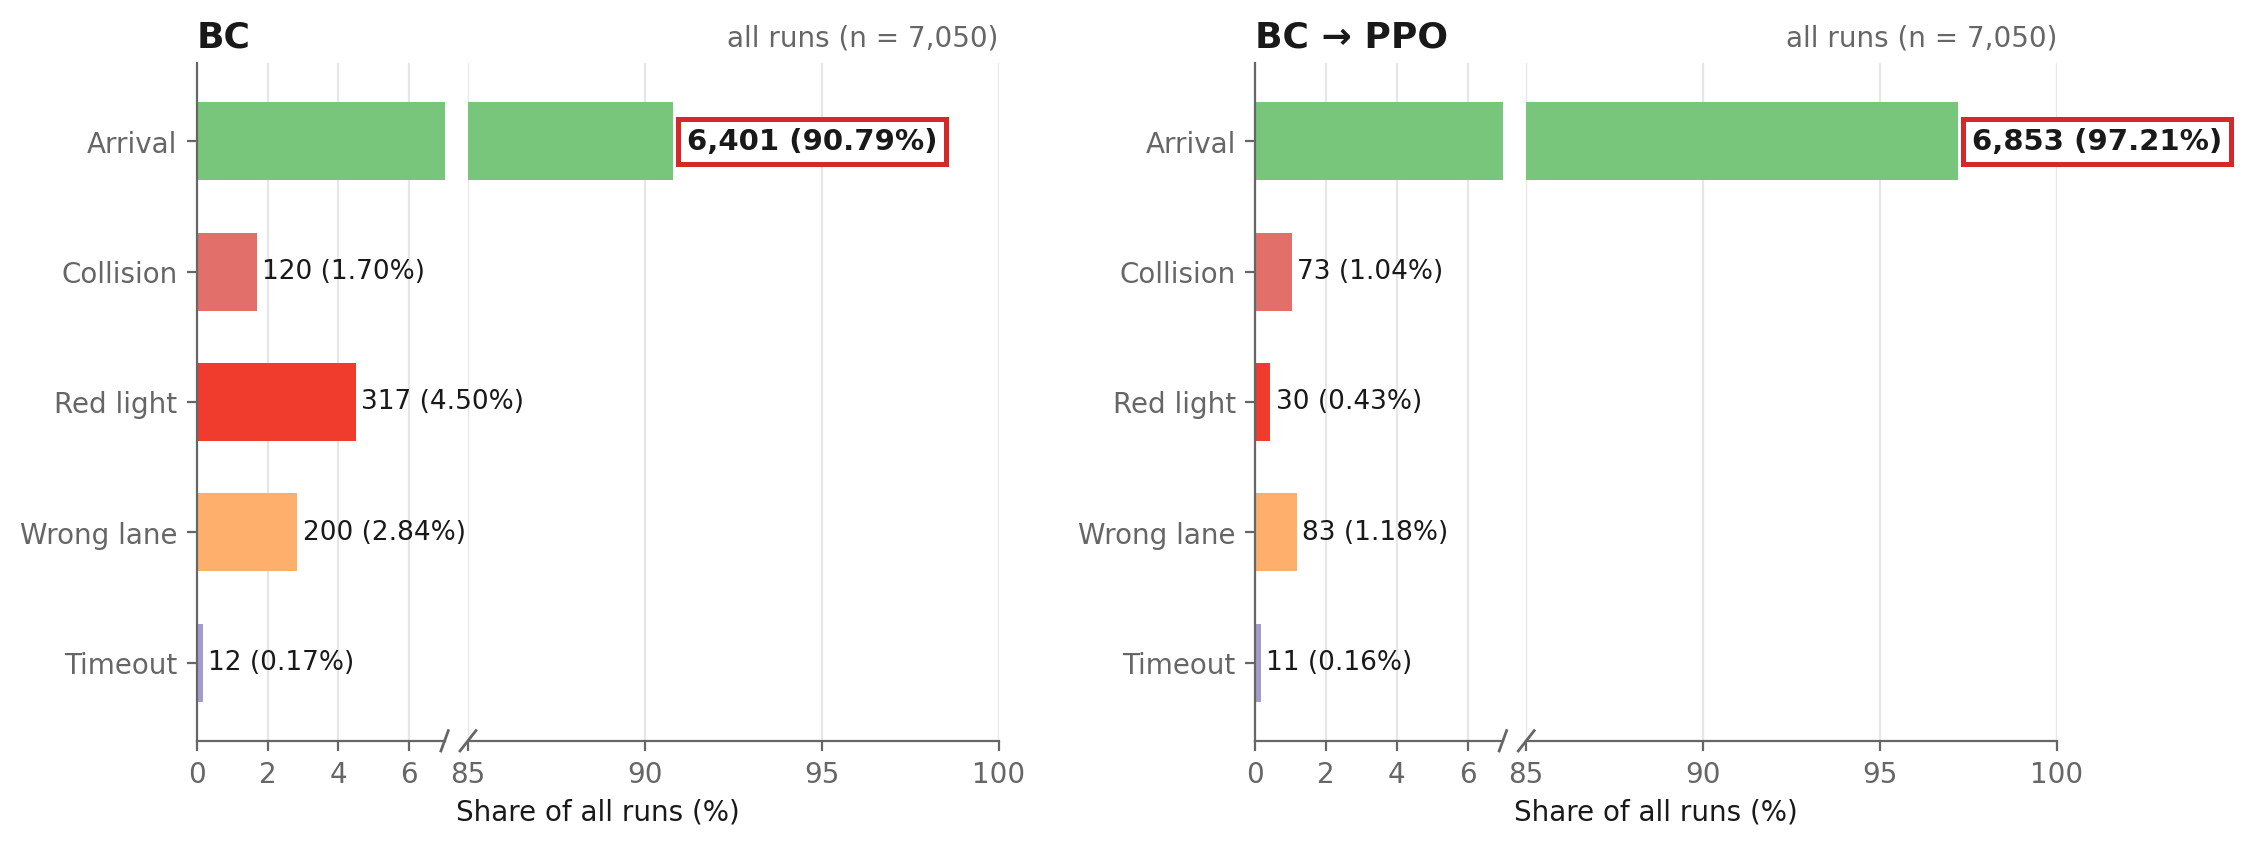 BC
all runs (n = 7,050)
Arrival
6,401 (90.79%)
Collision
120 (1.70%)
Red light
317 (4.50%)
Wrong lane
200 (2.84%)
Timeout
12 (0.17%)
0 2 4 6 85 90 95 100
Share of all runs (%)
BC → PPO
all runs (n = 7,050)
Arrival
6,853 (97.21%)
Collision
73 (1.04%)
Red light
30 (0.43%)
Wrong lane
83 (1.18%)
Timeout
11 (0.16%)
0 2 4 6 85 90 95 100
Share of all runs (%)